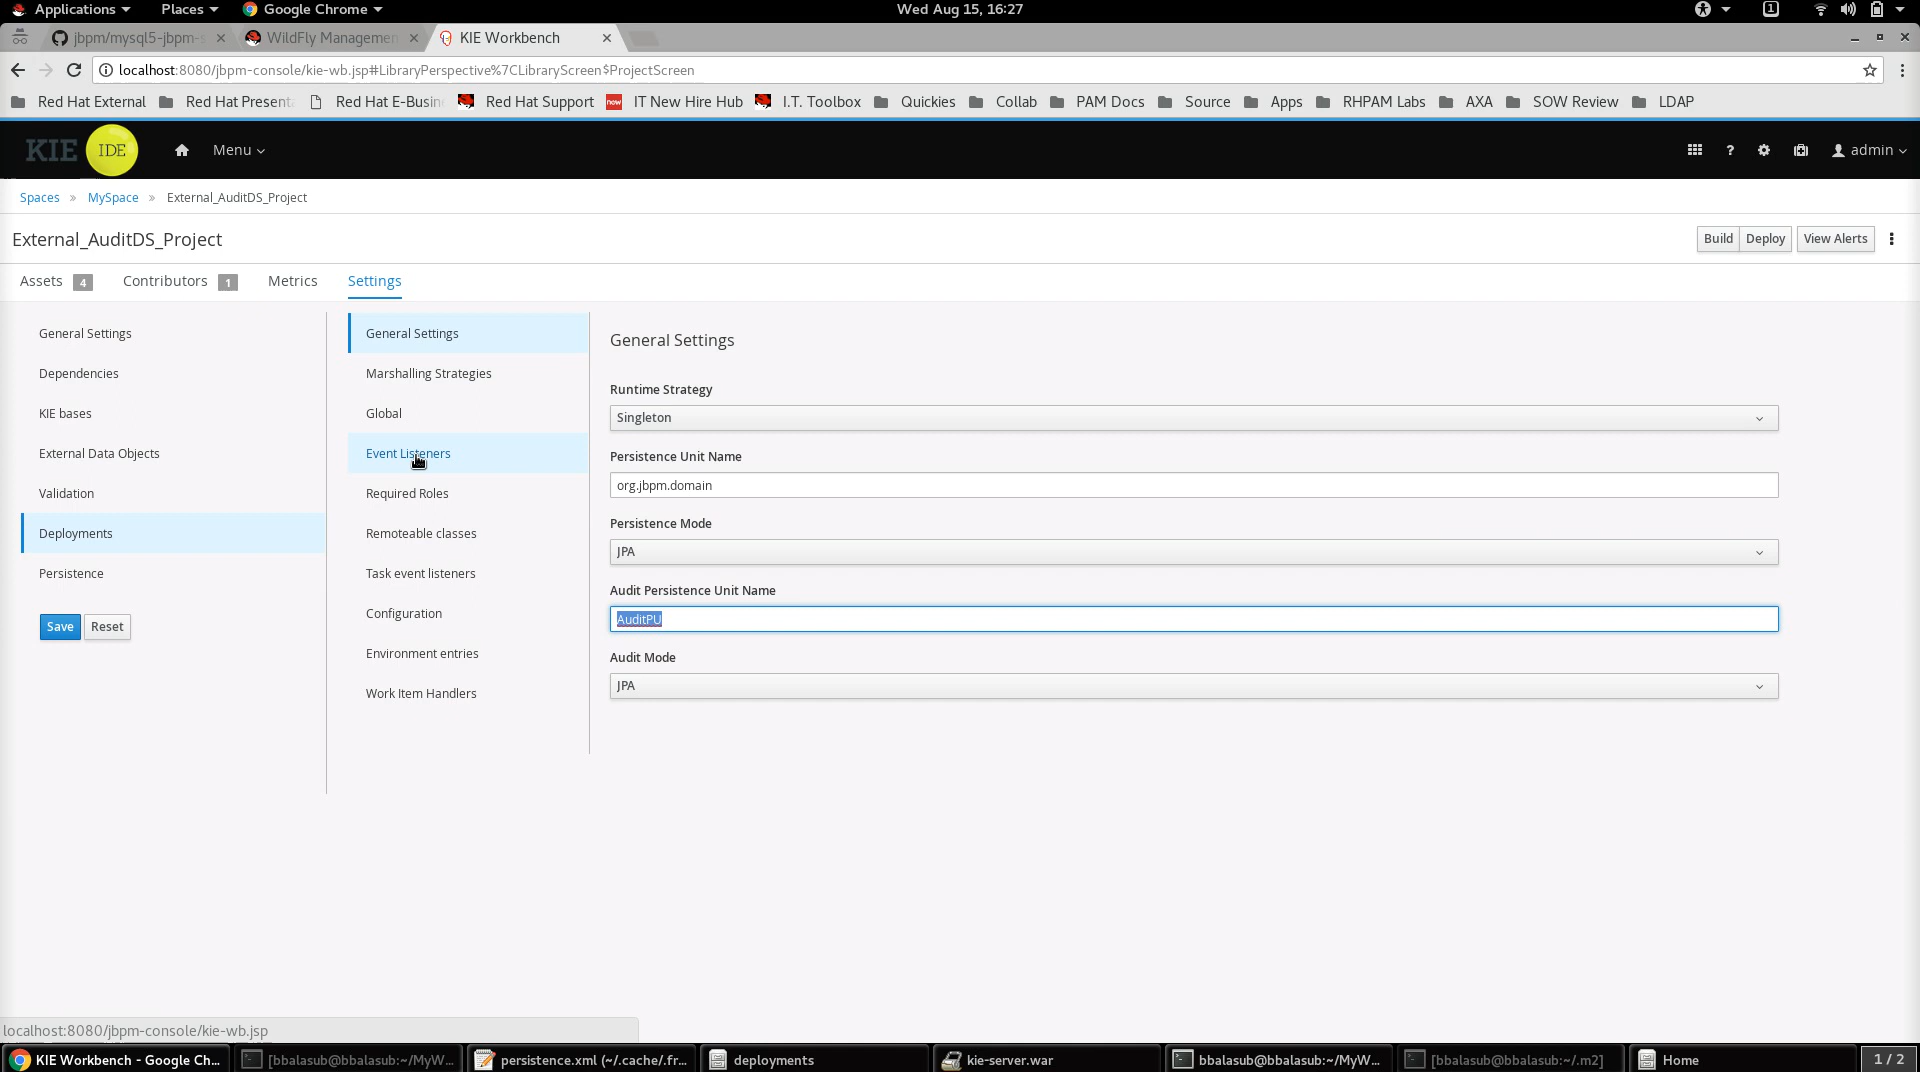 Applications Places Google Chrome Wed Aug 15, 16:27 1
jbpm/mysql5-jbpm-s WildFly Managemen KIE Workbench
localhost:8080/jbpm-console/kie-wb.jsp#LibraryPerspective%7CLibraryScreen$ProjectScreen
Red Hat External Red Hat Presenta Red Hat E-Busin Red Hat Support now IT New Hire Hub I.T. Toolbox Quickies Collab PAM Docs Source Apps RHPAM Labs AXA SOW Review LDAP
KIE IDE Menu ? admin
Spaces » MySpace » External_AuditDS_Project
External_AuditDS_Project Build Deploy View Alerts
Assets 4 Contributors 1 Metrics Settings
General Settings
Dependencies
KIE bases
External Data Objects
Validation
Deployments
Persistence
Save Reset
General Settings
Marshalling Strategies
Global
Event Listeners
Required Roles
Remoteable classes
Task event listeners
Configuration
Environment entries
Work Item Handlers
General Settings
Runtime Strategy
Singleton
Persistence Unit Name
org.jbpm.domain
Persistence Mode
JPA
Audit Persistence Unit Name
AuditPU
Audit Mode
JPA
localhost:8080/jbpm-console/kie-wb.jsp
KIE Workbench - Google Ch... [bbalasub@bbalasub:~/MyW... persistence.xml (~/.cache/.fr... deployments kie-server.war bbalasub@bbalasub:~/MyW... [bbalasub@bbalasub:~/.m2] Home 1 / 2